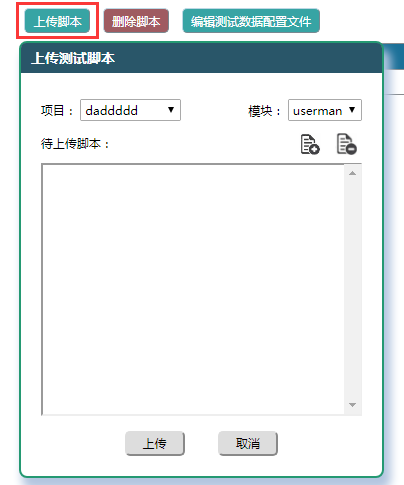 上传脚本 删除脚本 编辑测试数据配置文件
上传测试脚本
项目： daddddd 模块： userman
待上传脚本：
上传 取消